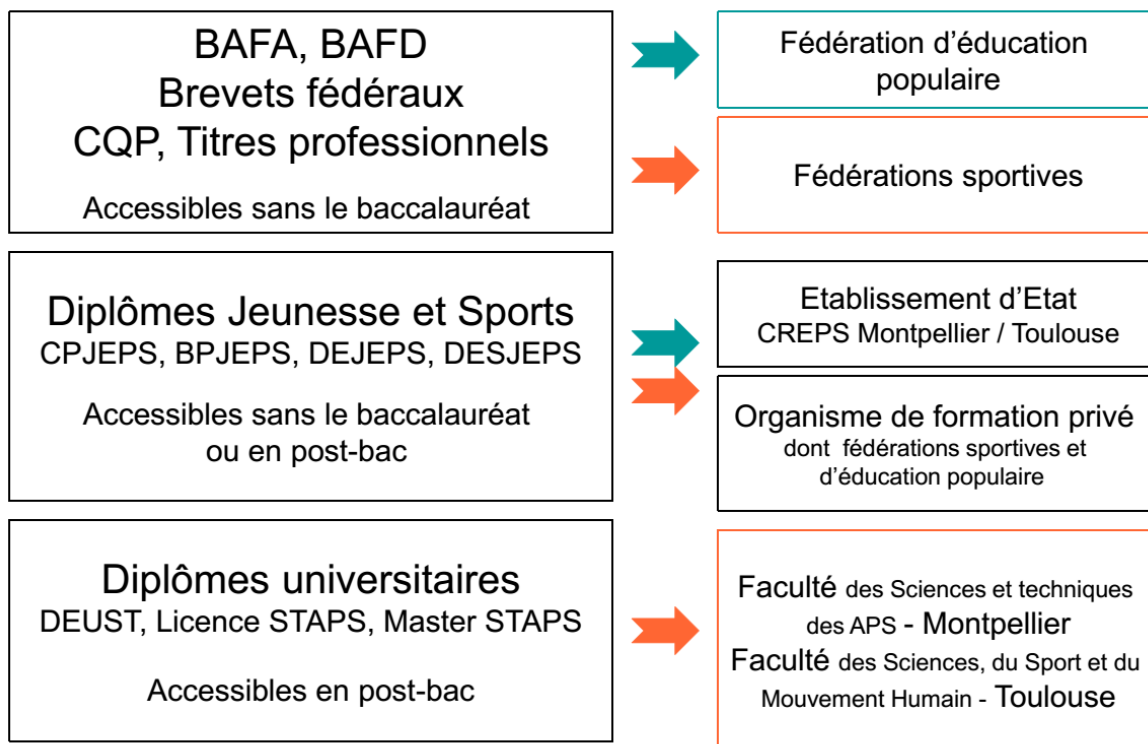 BAFA, BAFD
Brevets fédéraux
CQP, Titres professionnels
Accessibles sans le baccalauréat
Fédération d'éducation
populaire
Fédérations sportives
Diplômes Jeunesse et Sports
CPJEPS, BPJEPS, DEJEPS, DESJEPS
Accessibles sans le baccalauréat
ou en post-bac
Etablissement d'Etat
CREPS Montpellier / Toulouse
Organisme de formation privé
dont fédérations sportives et
d'éducation populaire
Diplômes universitaires
DEUST, Licence STAPS, Master STAPS
Accessibles en post-bac
Faculté des Sciences et techniques
des APS - Montpellier
Faculté des Sciences, du Sport et du
Mouvement Humain - Toulouse